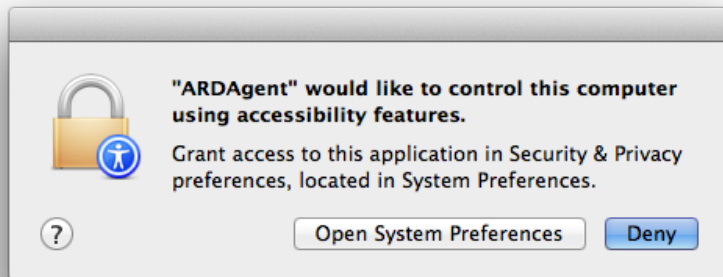 "ARDAgent" would like to control this computer
using accessibility features.
Grant access to this application in Security & Privacy
preferences, located in System Preferences.
?
Open System Preferences
Deny